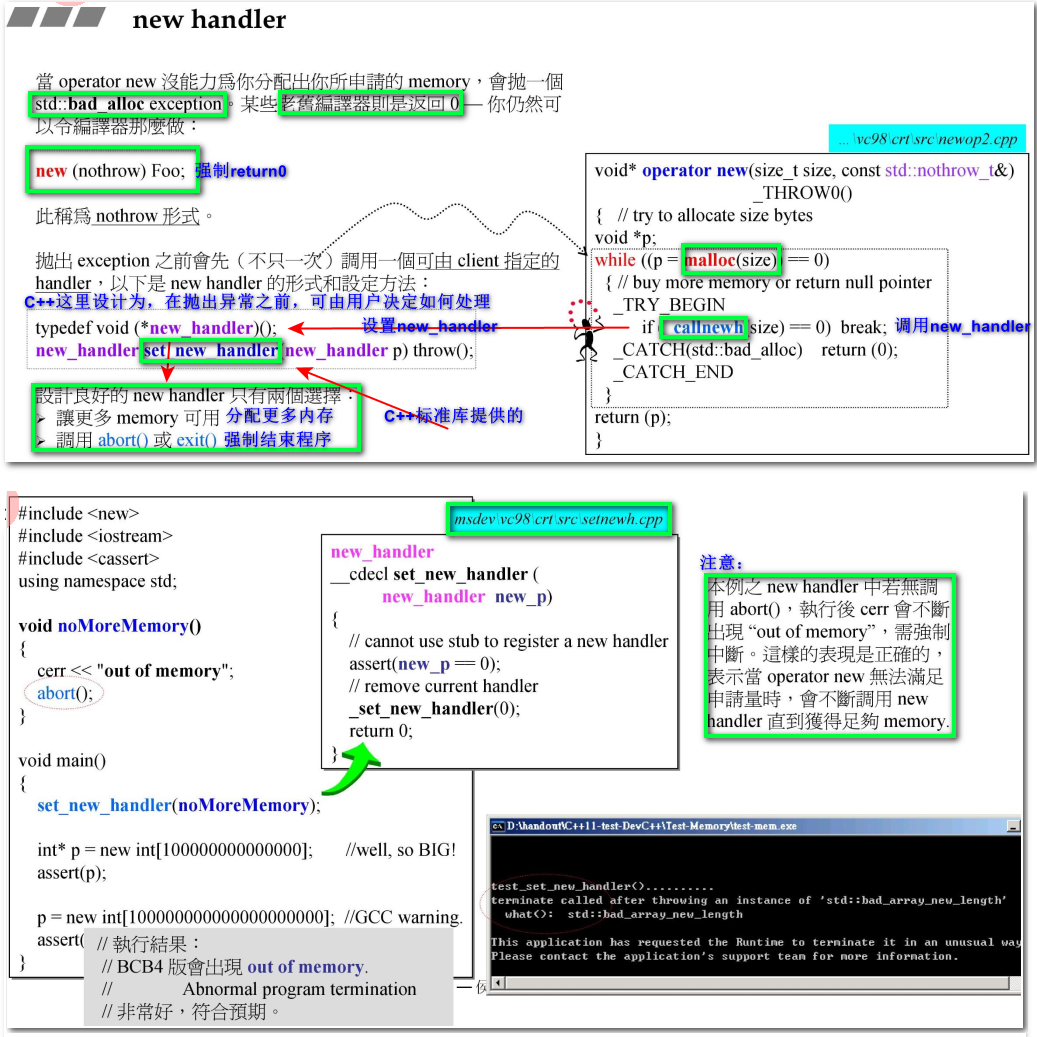 new handler
當 operator new 沒能力爲你分配出你所申請的 memory，會拋一個
std::bad_alloc exception。某些老舊編譯器則是返回 0 — 你仍然可
以令編譯器那麼做：
new (nothrow) Foo; 强制return0
此稱爲 nothrow 形式。
拋出 exception 之前會先（不只一次）調用一個可由 client 指定的
handler，以下是 new handler 的形式和設定方法：
C++这里设计为，在抛出异常之前，可由用户决定如何处理
typedef void (*new_handler)(); 设置new_handler
new_handler set_new_handler(new_handler p) throw();
設計良好的 new handler 只有兩個選擇：
讓更多 memory 可用 分配更多内存
調用 abort() 或 exit() 强制结束程序
C++标准库提供的
...\vc98\crt\src\newop2.cpp
void* operator new(size_t size, const std::nothrow_t&)
_THROW0()
{ // try to allocate size bytes
void *p;
while ((p = malloc(size)) == 0)
{ // buy more memory or return null pointer
_TRY_BEGIN
if (_callnewh(size) == 0) break; 调用new_handler
_CATCH(std::bad_alloc) return (0);
_CATCH_END
}
return (p);
}
#include <new>
#include <iostream>
#include <cassert>
using namespace std;
void noMoreMemory()
{
cerr << "out of memory";
abort();
}
void main()
{
set_new_handler(noMoreMemory);
int* p = new int[100000000000000]; //well, so BIG!
assert(p);
p = new int[100000000000000000000]; //GCC warning.
assert(
}
// 執行結果：
// BCB4 版會出現 out of memory.
// Abnormal program termination
// 非常好，符合預期。
msdev\vc98\crt\src\setnewh.cpp
new_handler
__cdecl set_new_handler (
new_handler new_p)
{
// cannot use stub to register a new handler
assert(new_p == 0);
// remove current handler
_set_new_handler(0);
return 0;
}
注意：
本例之 new handler 中若無調
用 abort()，執行後 cerr 會不斷
出現 “out of memory”，需強制
中斷。這樣的表現是正確的，
表示當 operator new 無法滿足
申請量時，會不斷調用 new
handler 直到獲得足夠 memory.
D:\handout\C++11-test-DevC++\Test-Memory\test-mem.exe
test_set_new_handler()..........
terminate called after throwing an instance of 'std::bad_array_new_length'
what(): std::bad_array_new_length
This application has requested the Runtime to terminate it in an unusual way
Please contact the application's support team for more information.